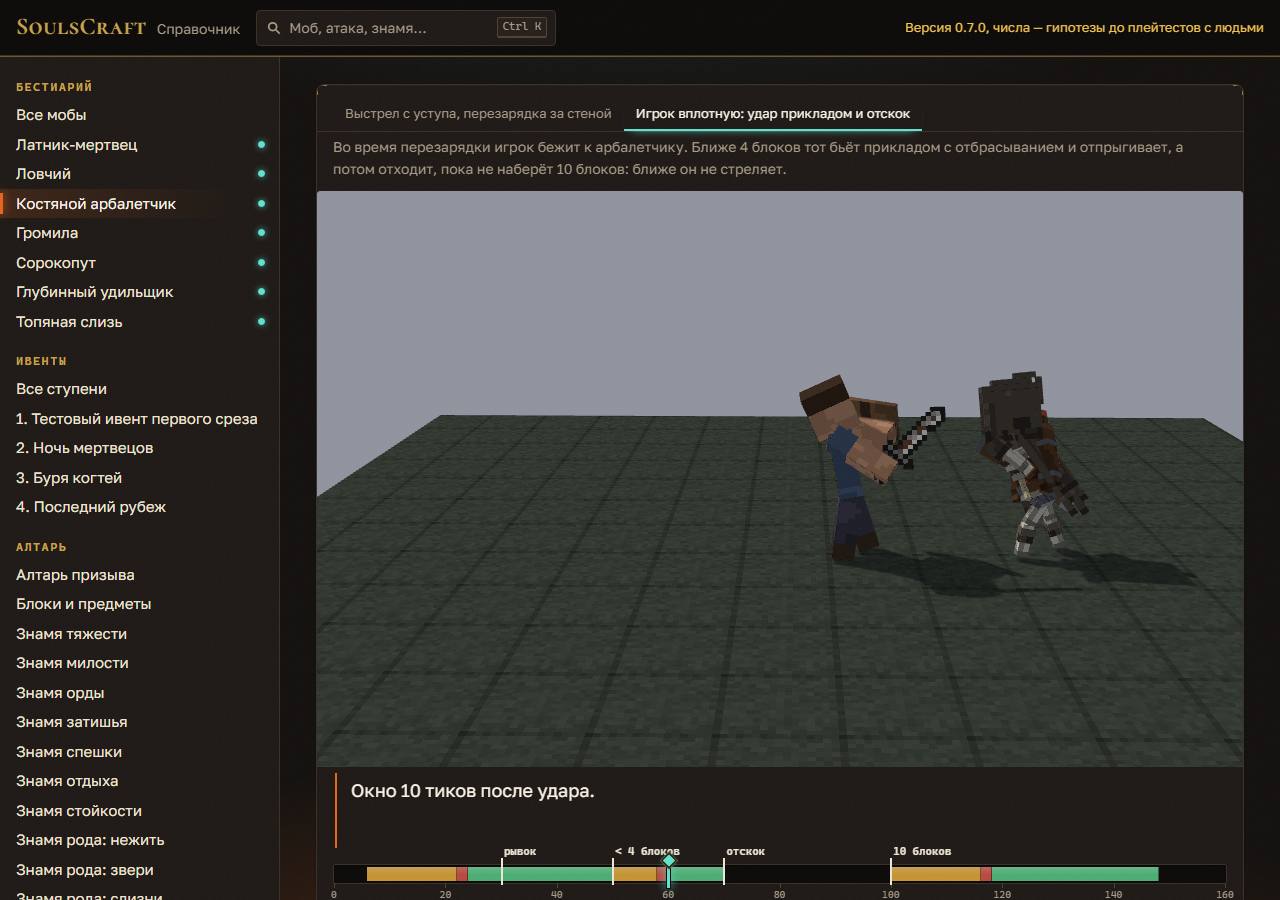 SOULSCRAFT Справочник
Моб, атака, знамя... Ctrl K
Версия 0.7.0, числа — гипотезы до плейтестов с людьми
БЕСТИАРИЙ
Все мобы
Латник-мертвец
Ловчий
Костяной арбалетчик
Громила
Сорокопут
Глубинный удильщик
Топяная слизь
ИВЕНТЫ
Все ступени
1. Тестовый ивент первого среза
2. Ночь мертвецов
3. Буря когтей
4. Последний рубеж
АЛТАРЬ
Алтарь призыва
Блоки и предметы
Знамя тяжести
Знамя милости
Знамя орды
Знамя затишья
Знамя спешки
Знамя отдыха
Знамя стойкости
Знамя рода: нежить
Знамя рода: звери
Знамя рода: слизни
Выстрел с уступа, перезарядка за стеной
Игрок вплотную: удар прикладом и отскок
Во время перезарядки игрок бежит к арбалетчику. Ближе 4 блоков тот бьёт прикладом с отбрасыванием и отпрыгивает, а
потом отходит, пока не наберёт 10 блоков: ближе он не стреляет.
Окно 10 тиков после удара.
рывок < 4 блоков отскок 10 блоков
0 20 40 60 80 100 120 140 160